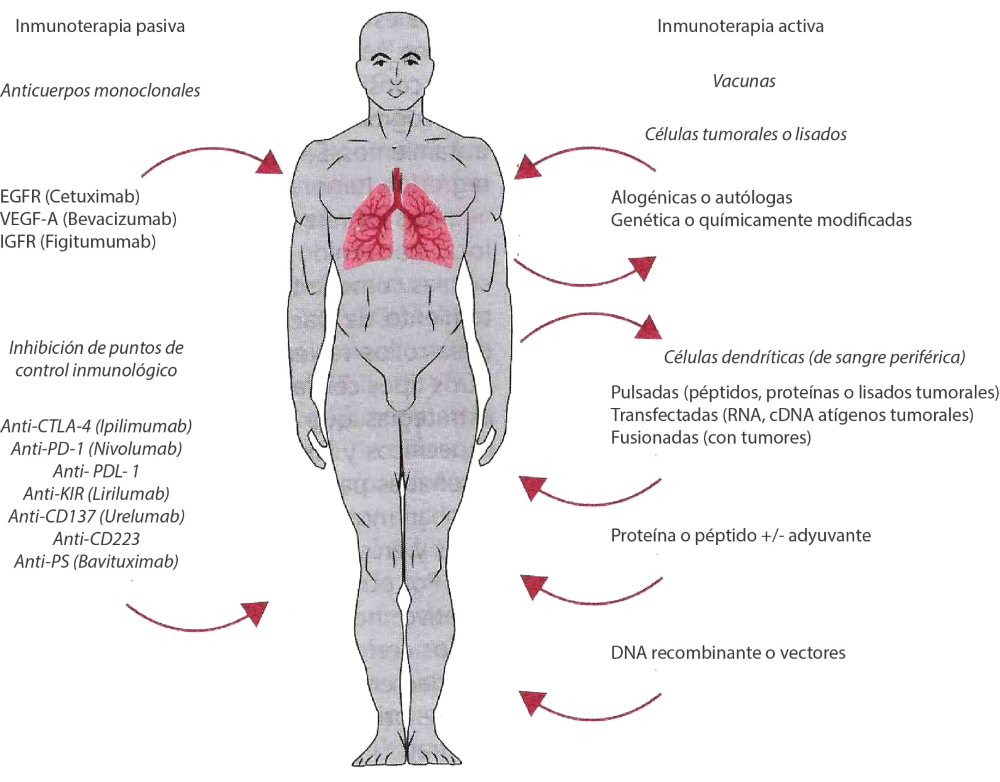 Inmunoterapia pasiva
Anticuerpos monoclonales
EGFR (Cetuximab)
VEGF-A (Bevacizumab)
IGFR (Figitumumab)
Inhibición de puntos de
control inmunológico
Anti-CTLA-4 (Ipilimumab)
Anti-PD-1 (Nivolumab)
Anti- PDL- 1
Anti-KIR (Lirilumab)
Anti-CD137 (Urelumab)
Anti-CD223
Anti-PS (Bavituximab)
Inmunoterapia activa
Vacunas
Células tumorales o lisados
Alogénicas o autólogas
Genética o químicamente modificadas
Células dendríticas (de sangre periférica)
Pulsadas (péptidos, proteínas o lisados tumorales)
Transfectadas (RNA, cDNA atígenos tumorales)
Fusionadas (con tumores)
Proteína o péptido +/- adyuvante
DNA recombinante o vectores